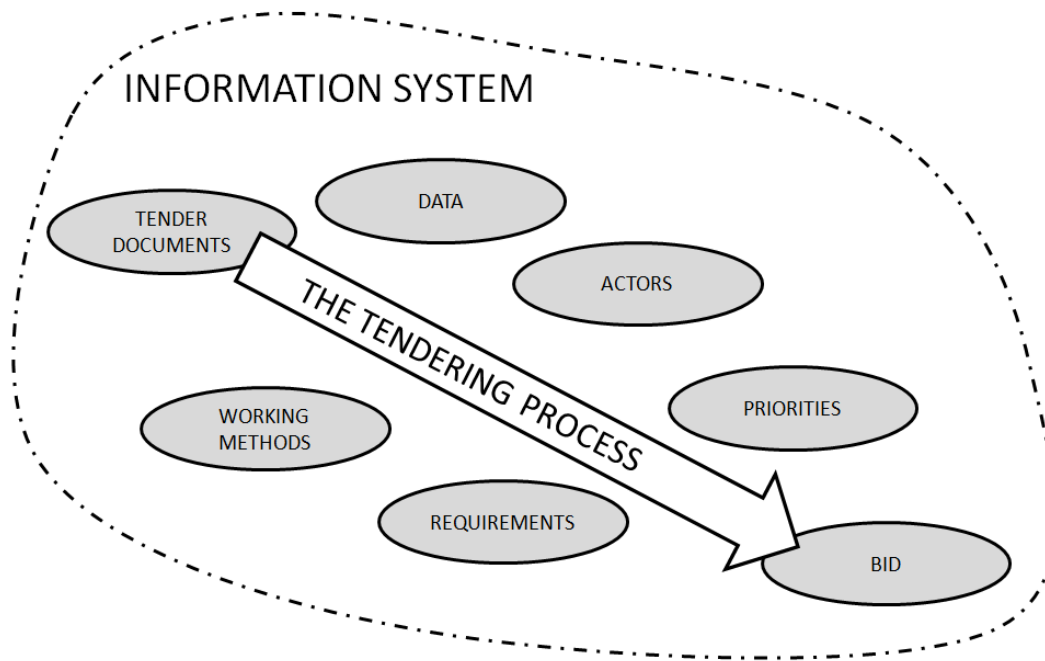 INFORMATION SYSTEM
DATA
TENDER
DOCUMENTS
ACTORS
THE TENDERING PROCESS
PRIORITIES
WORKING
METHODS
REQUIREMENTS
BID